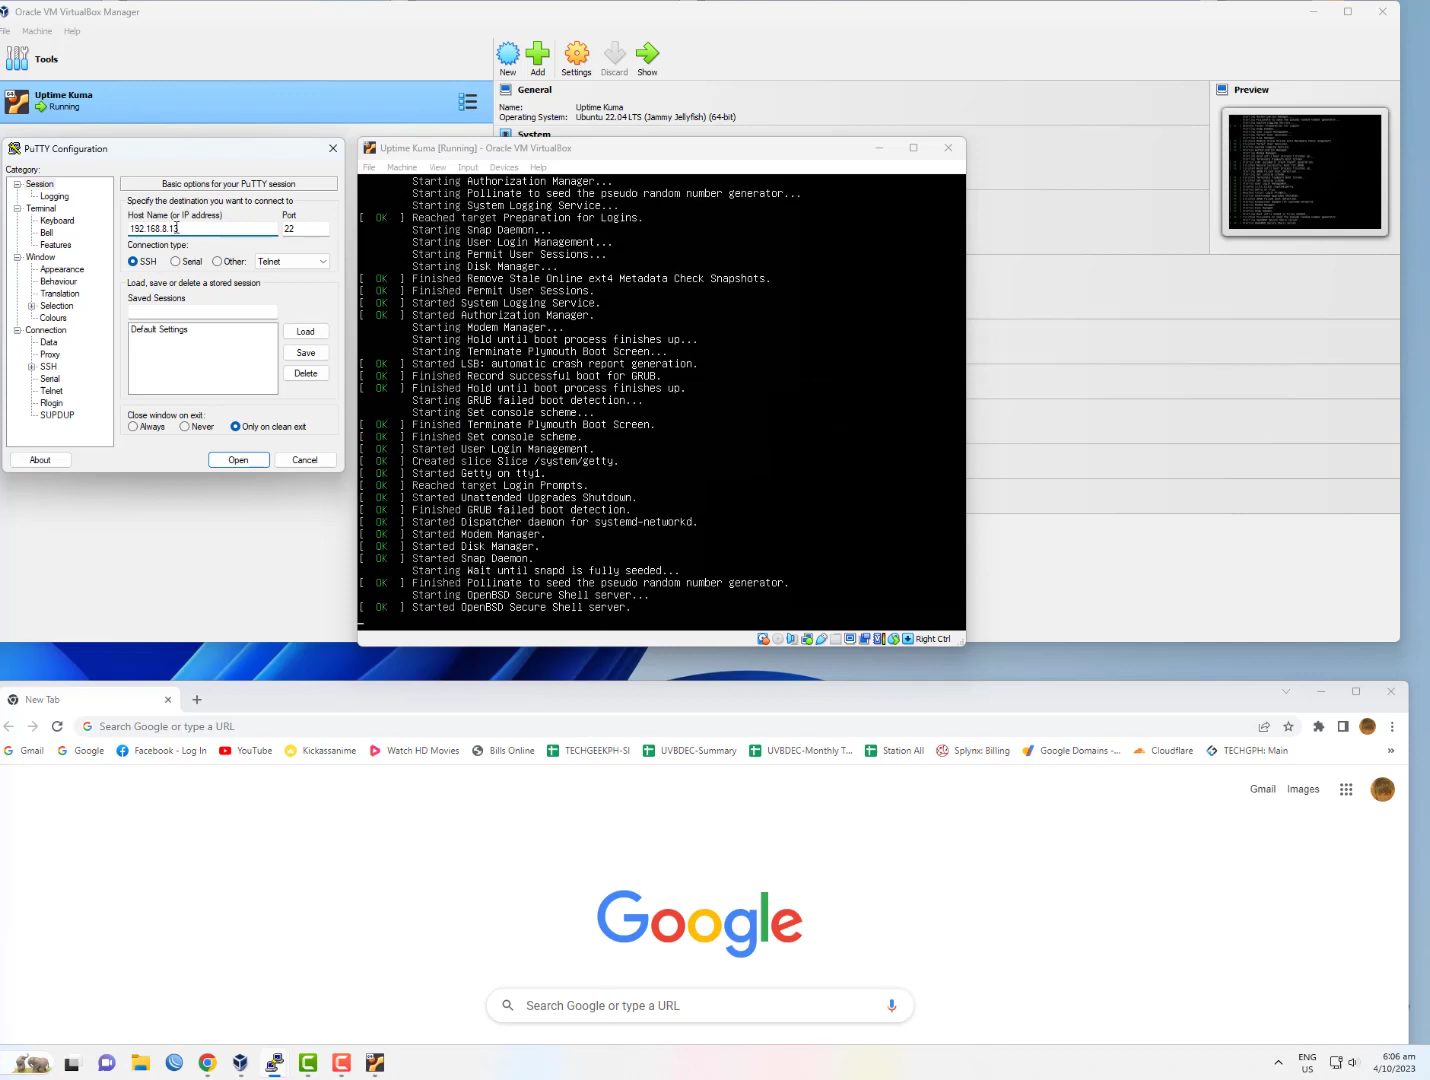 Oracle VM VirtualBox Manager
File Machine Help
Tools
New Add Settings Discard Show
Uptime Kuma
Running
General
Name: Uptime Kuma
Operating System: Ubuntu 22.04 LTS (Jammy Jellyfish) (64-bit)
System
Preview
PuTTY Configuration
Category:
Session
Logging
Terminal
Keyboard
Bell
Features
Window
Appearance
Behaviour
Translation
Selection
Colours
Connection
Data
Proxy
SSH
Serial
Telnet
Rlogin
SUPDUP
Basic options for your PuTTY session
Specify the destination you want to connect to
Host Name (or IP address) Port
192.168.8.13 22
Connection type:
SSH Serial Other: Telnet
Load, save or delete a stored session
Saved Sessions
Default Settings
Load
Save
Delete
Close window on exit:
Always Never Only on clean exit
About Open Cancel
Uptime Kuma [Running] - Oracle VM VirtualBox
File Machine View Input Devices Help
Starting Authorization Manager...
Starting Pollinate to seed the pseudo random number generator...
Starting System Logging Service...
[ OK ] Reached target Preparation for Logins.
Starting Snap Daemon...
Starting User Login Management...
Starting Permit User Sessions...
Starting Disk Manager...
[ OK ] Finished Remove Stale Online ext4 Metadata Check Snapshots.
[ OK ] Finished Permit User Sessions.
[ OK ] Started System Logging Service.
[ OK ] Started Authorization Manager.
Starting Modem Manager...
Starting Hold until boot process finishes up...
Starting Terminate Plymouth Boot Screen...
[ OK ] Started LSB: automatic crash report generation.
[ OK ] Finished Record successful boot for GRUB.
[ OK ] Finished Hold until boot process finishes up.
Starting GRUB failed boot detection...
Starting Set console scheme...
[ OK ] Finished Terminate Plymouth Boot Screen.
[ OK ] Finished Set console scheme.
[ OK ] Started User Login Management.
[ OK ] Created slice Slice /system/getty.
[ OK ] Started Getty on tty1.
[ OK ] Reached target Login Prompts.
[ OK ] Started Unattended Upgrades Shutdown.
[ OK ] Finished GRUB failed boot detection.
[ OK ] Started Dispatcher daemon for systemd-networkd.
[ OK ] Started Modem Manager.
[ OK ] Started Disk Manager.
[ OK ] Started Snap Daemon.
Starting Wait until snapd is fully seeded...
[ OK ] Finished Pollinate to seed the pseudo random number generator.
Starting OpenBSD Secure Shell server...
[ OK ] Started OpenBSD Secure Shell server.
Right Ctrl
New Tab
Search Google or type a URL
Gmail Google Facebook - Log In YouTube Kickassanime Watch HD Movies Bills Online TECHGEEKPH-SI UVBDEC-Summary UVBDEC-Monthly T... Station All Splynx: Billing Google Domains -... Cloudflare TECHGPH: Main »
Gmail Images
Google
Search Google or type a URL
ENG
US
6:06 am
4/10/2023